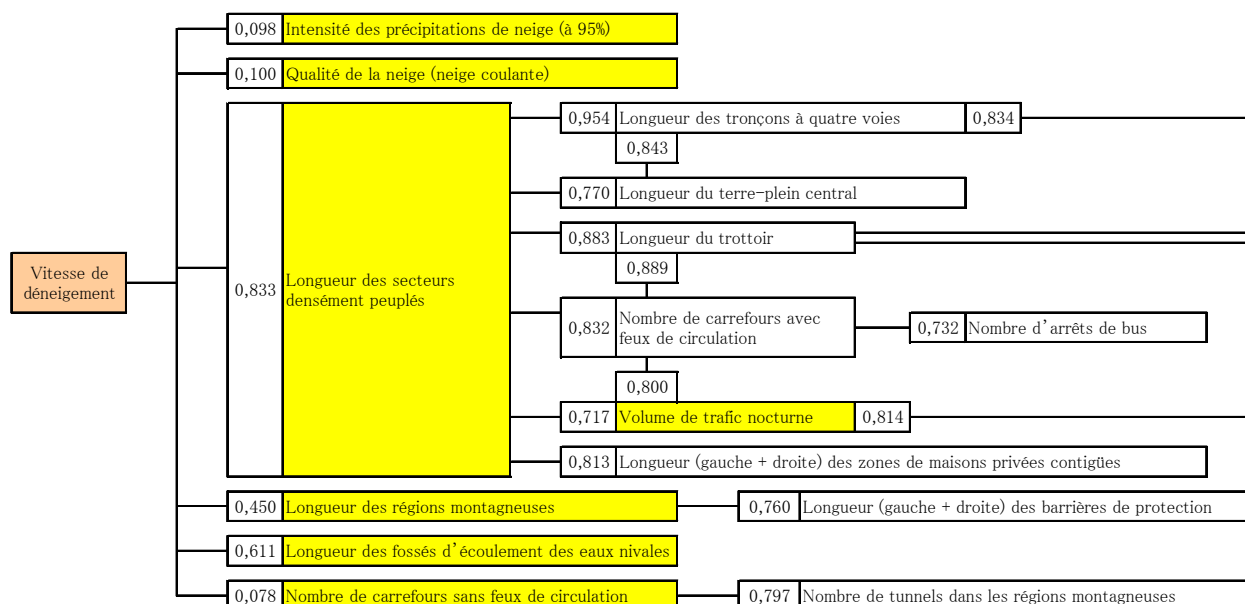 0,098 Intensité des précipitations de neige (à 95%)
0,100 Qualité de la neige (neige coulante)
0,954 Longueur des tronçons à quatre voies 0,834
0,843
0,770 Longueur du terre-plein central
0,883 Longueur du trottoir
0,889
Vitesse de
déneigement
0,833 Longueur des secteurs
densément peuplés
0,832 Nombre de carrefours avec
feux de circulation
0,732 Nombre d'arrêts de bus
0,800
0,717 Volume de trafic nocturne 0,814
0,813 Longueur (gauche + droite) des zones de maisons privées contigües
0,450 Longueur des régions montagneuses 0,760 Longueur (gauche + droite) des barrières de protection
0,611 Longueur des fossés d'écoulement des eaux nivales
0,078 Nombre de carrefours sans feux de circulation 0,797 Nombre de tunnels dans les régions montagneuses